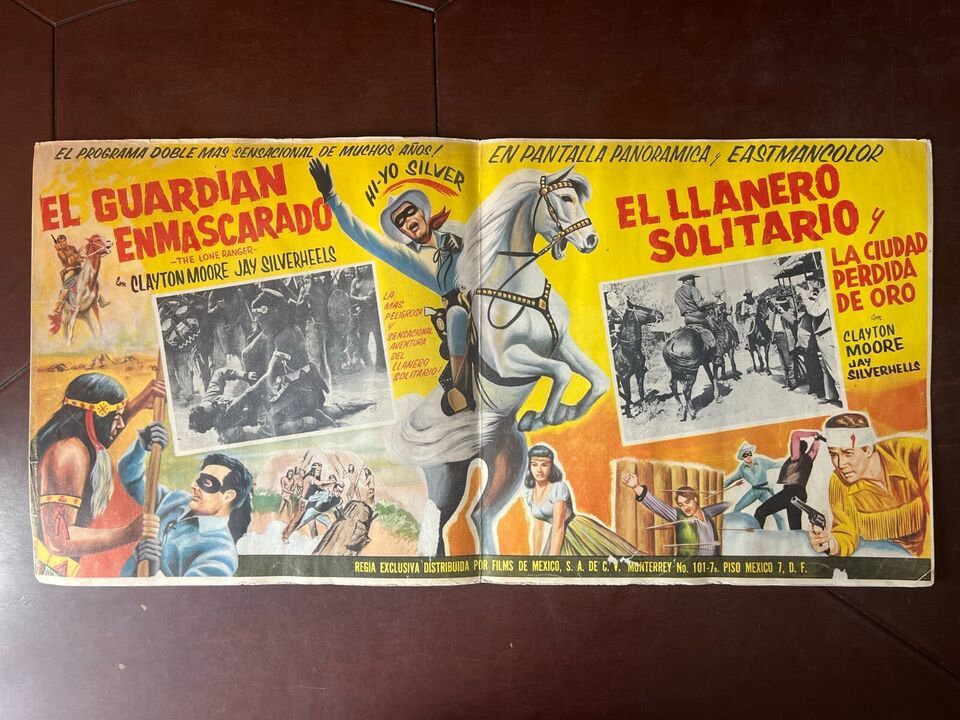 EL PROGRAMA DOBLE MAS SENSACIONAL DE MUCHOS AÑOS!
EL GUARDIAN
ENMASCARADO
-THE LONE RANGER-
con CLAYTON MOORE JAY SILVERHEELS
HI-YO SILVER
LA
MAS
PELIGROSA
Y
SENSACIONAL
AVENTURA
DEL
LLANERO
SOLITARIO!
EN PANTALLA PANORAMICA y EASTMANCOLOR
EL LLANERO
SOLITARIO y
LA CIUDAD
PERDIDA
DE ORO
con
CLAYTON
MOORE
JAY
SILVERHELLS
REGIA EXCLUSIVA DISTRIBUIDA POR FILMS DE MEXICO, S. A. DE C. V. MONTERREY No. 101-7o. PISO MEXICO 7, D. F.